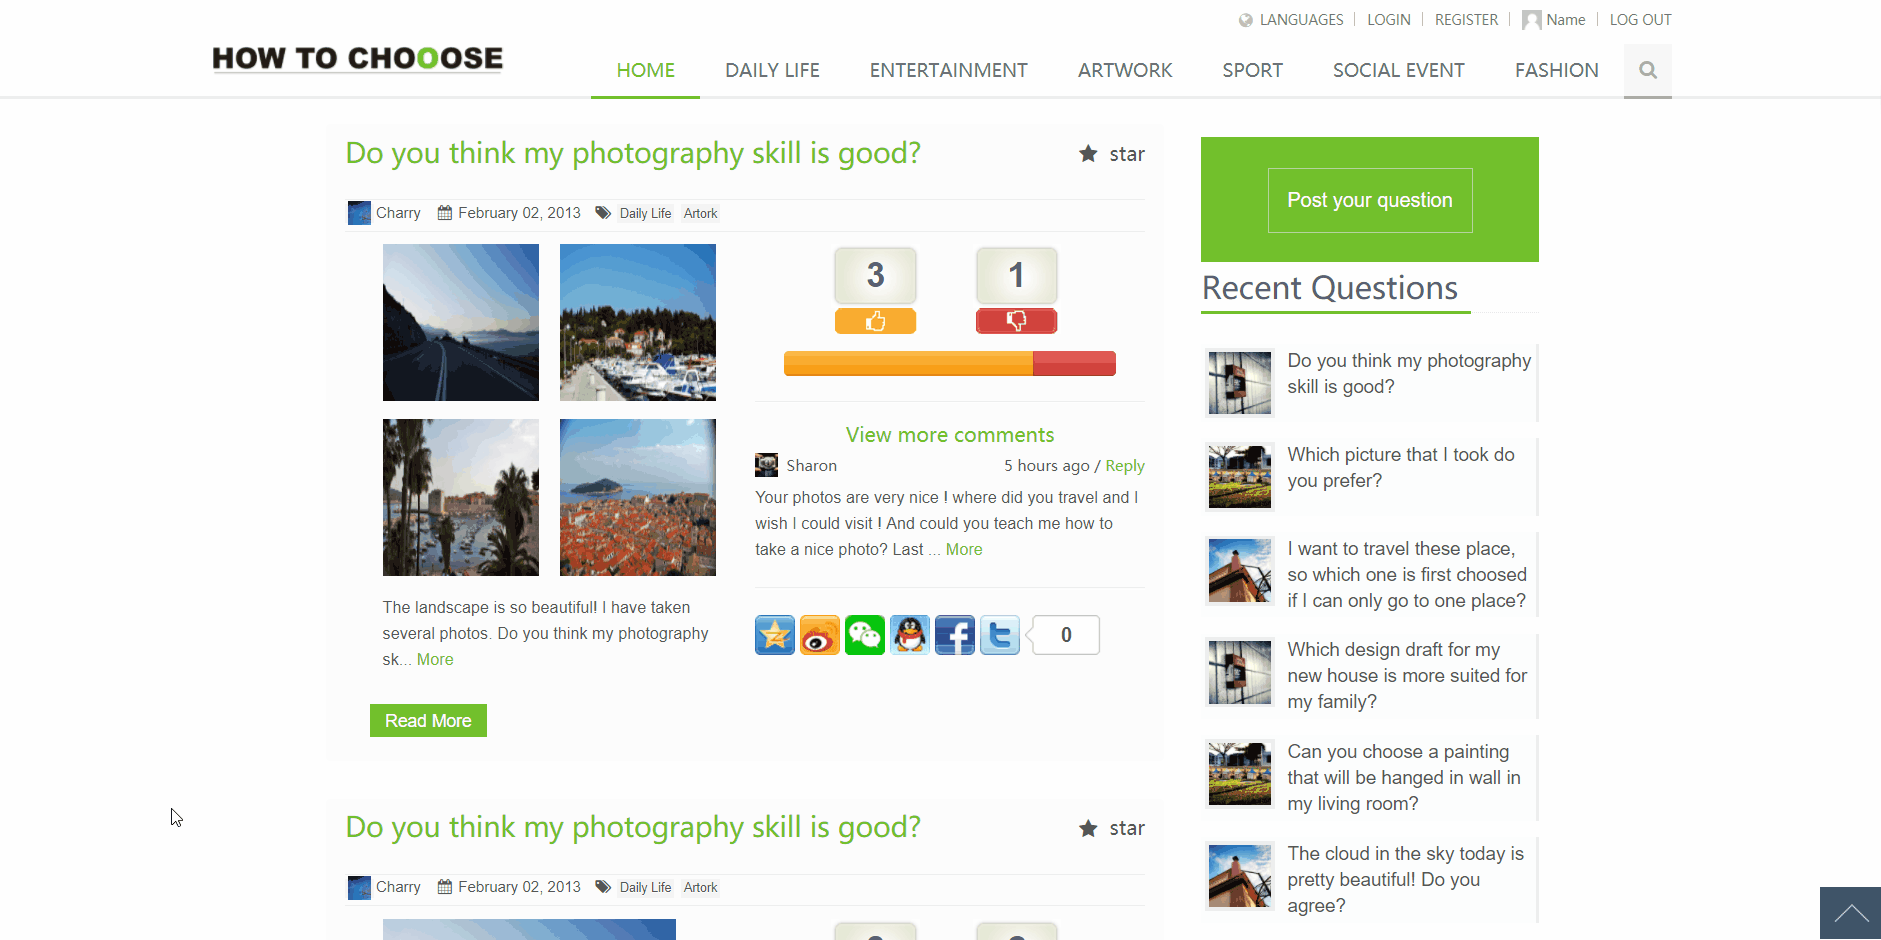 LANGUAGES LOGIN REGISTER Name LOG OUT
HOW TO CHOOOSE
HOME DAILY LIFE ENTERTAINMENT ARTWORK SPORT SOCIAL EVENT FASHION
Do you think my photography skill is good?
star
Charry February 02, 2013 Daily Life Artork
3 1
View more comments
Sharon 5 hours ago / Reply
Your photos are very nice ! where did you travel and I
wish I could visit ! And could you teach me how to
take a nice photo? Last ... More
The landscape is so beautiful! I have taken
several photos. Do you think my photography
sk... More
0
Read More
Do you think my photography skill is good?
star
Charry February 02, 2013 Daily Life Artork
Post your question
Recent Questions
Do you think my photography
skill is good?
Which picture that I took do
you prefer?
I want to travel these place,
so which one is first choosed
if I can only go to one place?
Which design draft for my
new house is more suited for
my family?
Can you choose a painting
that will be hanged in wall in
my living room?
The cloud in the sky today is
pretty beautiful! Do you
agree?